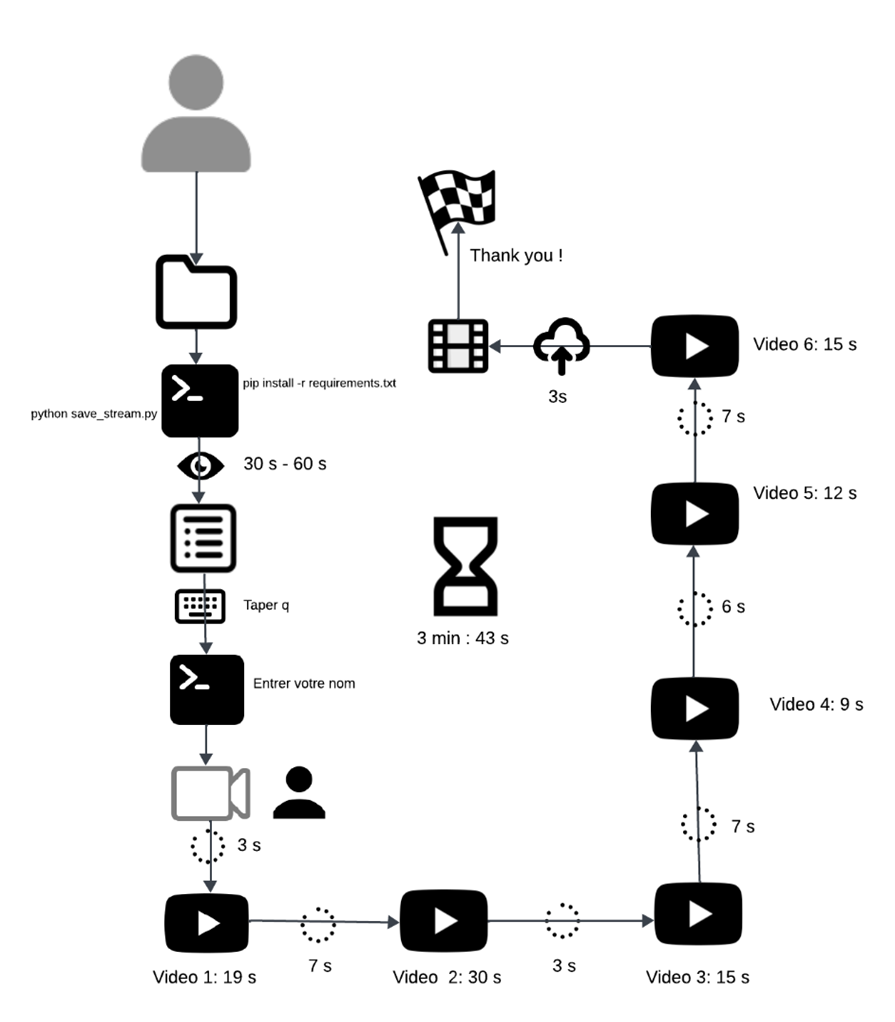 Thank you !
pip install -r requirements.txt
python save_stream.py
30 s - 60 s
Taper q
Entrer votre nom
3 s
Video 1: 19 s
7 s
Video 2: 30 s
3 s
Video 3: 15 s
7 s
Video 4: 9 s
6 s
Video 5: 12 s
7 s
Video 6: 15 s
3s
3 min : 43 s